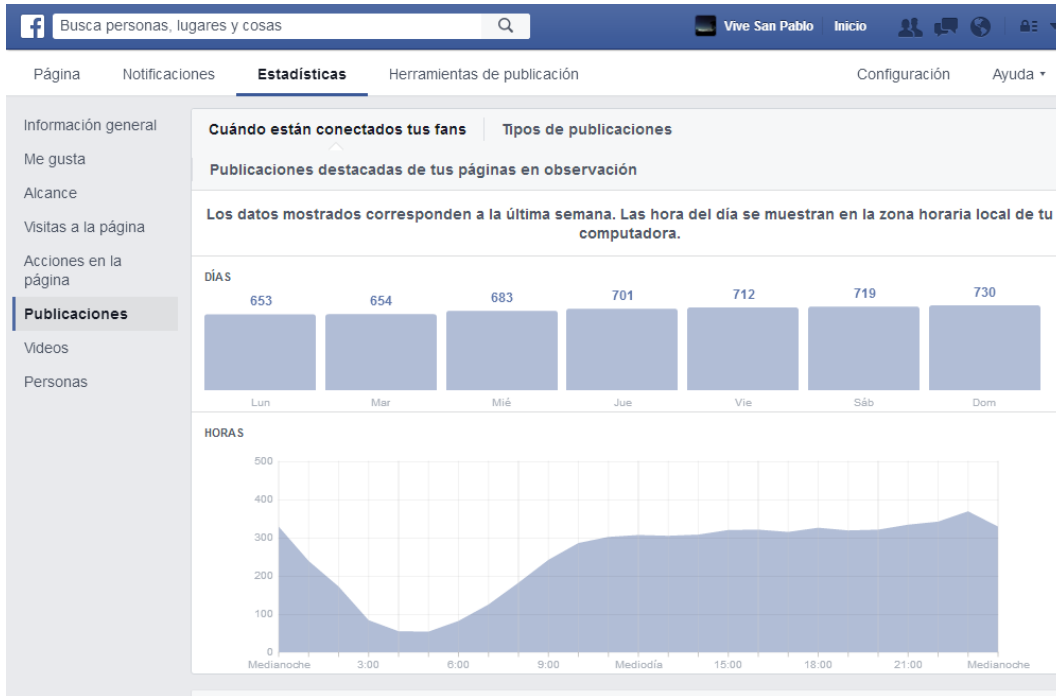 f Busca personas, lugares y cosas Vive San Pablo Inicio
Página Notificaciones Estadísticas Herramientas de publicación Configuración Ayuda
Información general
Me gusta
Alcance
Visitas a la página
Acciones en la
página
Publicaciones
Videos
Personas
Cuándo están conectados tus fans Tipos de publicaciones
Publicaciones destacadas de tus páginas en observación
Los datos mostrados corresponden a la última semana. Las hora del día se muestran en la zona horaria local de tu
computadora.
DÍAS
653 654 683 701 712 719 730
Lun Mar Mié Jue Vie Sáb Dom
HORAS
500
400
300
200
100
0
Medianoche 3:00 6:00 9:00 Mediodía 15:00 18:00 21:00 Medianoche